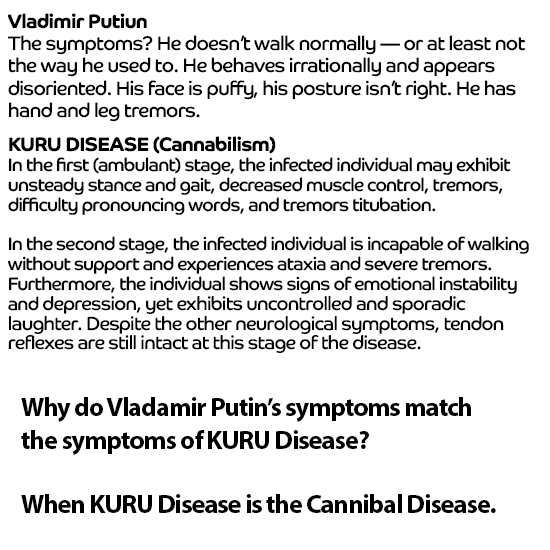 Vladimir Putiun
The symptoms? He doesn't walk normally — or at least not
the way he used to. He behaves irrationally and appears
disoriented. His face is puffy, his posture isn't right. He has
hand and leg tremors.
KURU DISEASE (Cannabilism)
In the first (ambulant) stage, the infected individual may exhibit
unsteady stance and gait, decreased muscle control, tremors,
difficulty pronouncing words, and tremors titubation.
In the second stage, the infected individual is incapable of walking
without support and experiences ataxia and severe tremors.
Furthermore, the individual shows signs of emotional instability
and depression, yet exhibits uncontrolled and sporadic
laughter. Despite the other neurological symptoms, tendon
reflexes are still intact at this stage of the disease.
Why do Vladamir Putin's symptoms match
the symptoms of KURU Disease?
When KURU Disease is the Cannibal Disease.